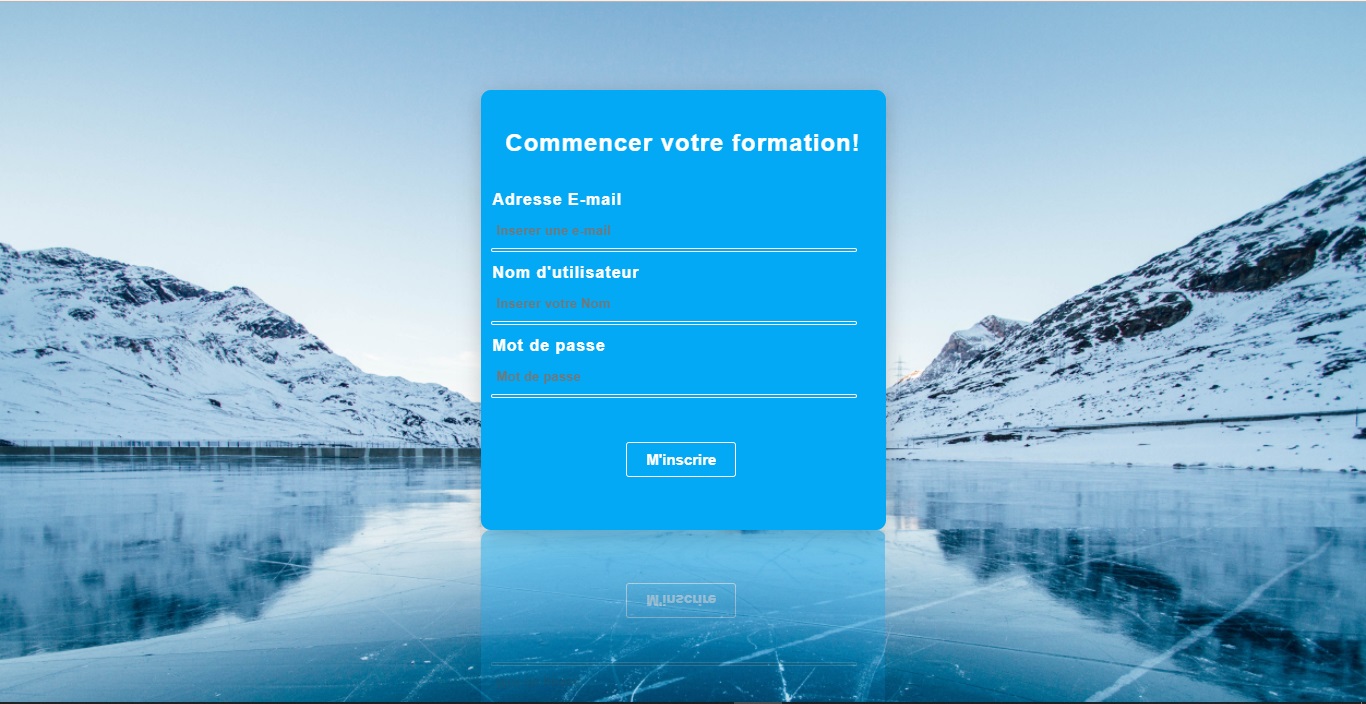 Commencer votre formation!
Adresse E-mail
Inserer une e-mail
Nom d'utilisateur
Inserer votre Nom
Mot de passe
Mot de passe
M'inscrire
M'inscrire